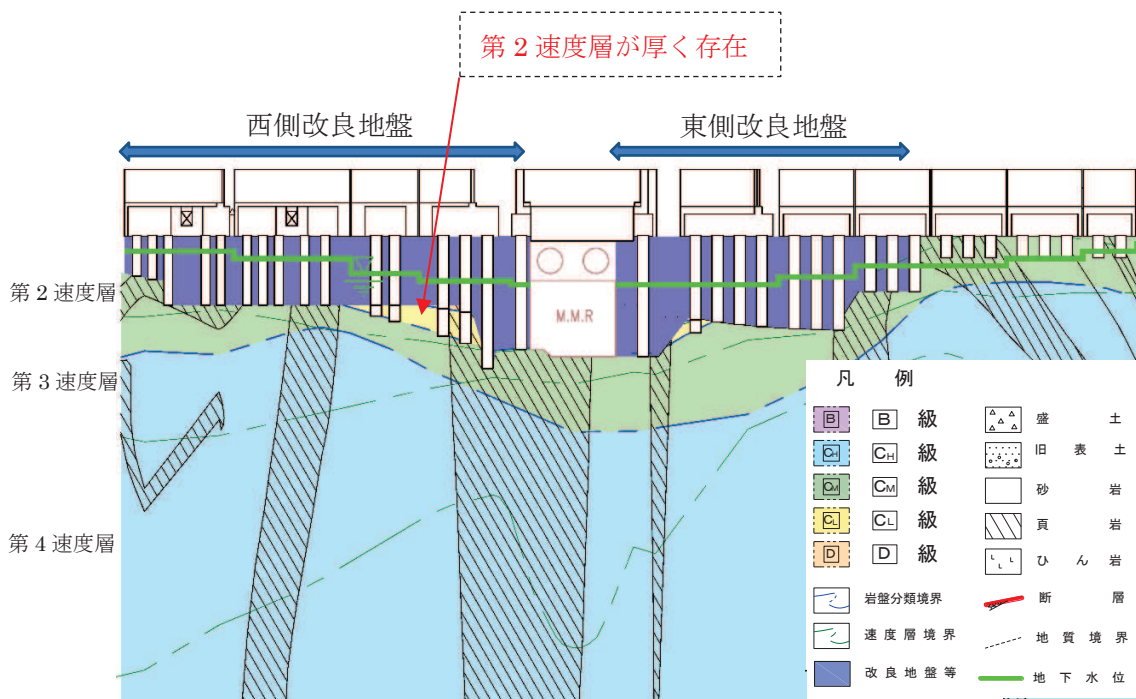 第2速度層が厚く存在
西側改良地盤
東側改良地盤
M.M.R
第2速度層
第3速度層
第4速度層
凡 例
B B 級
CH CH 級
CM CM 級
CL CL 級
D D 級
岩盤分類境界
速度層境界
改良地盤等
盛 土
旧表土
砂 岩
頁 岩
ひん岩
断 層
地質境界
地下水位